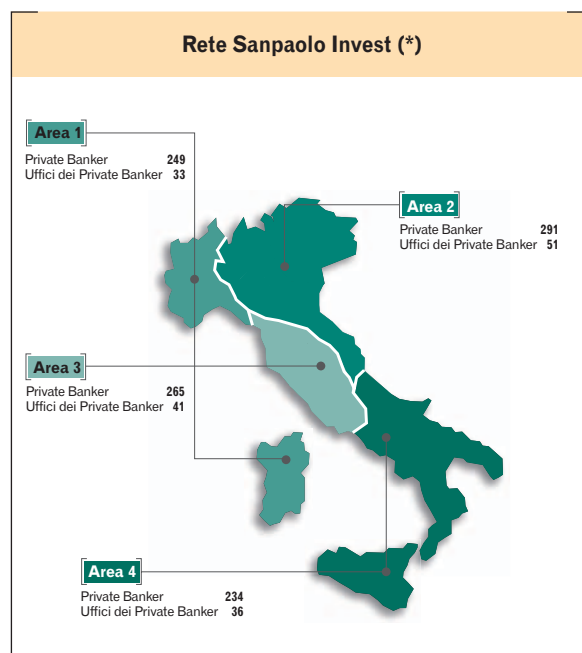 Rete Sanpaolo Invest (*)
Area 1
Private Banker 249
Uffici dei Private Banker 33
Area 2
Private Banker 291
Uffici dei Private Banker 51
Area 3
Private Banker 265
Uffici dei Private Banker 41
Area 4
Private Banker 234
Uffici dei Private Banker 36